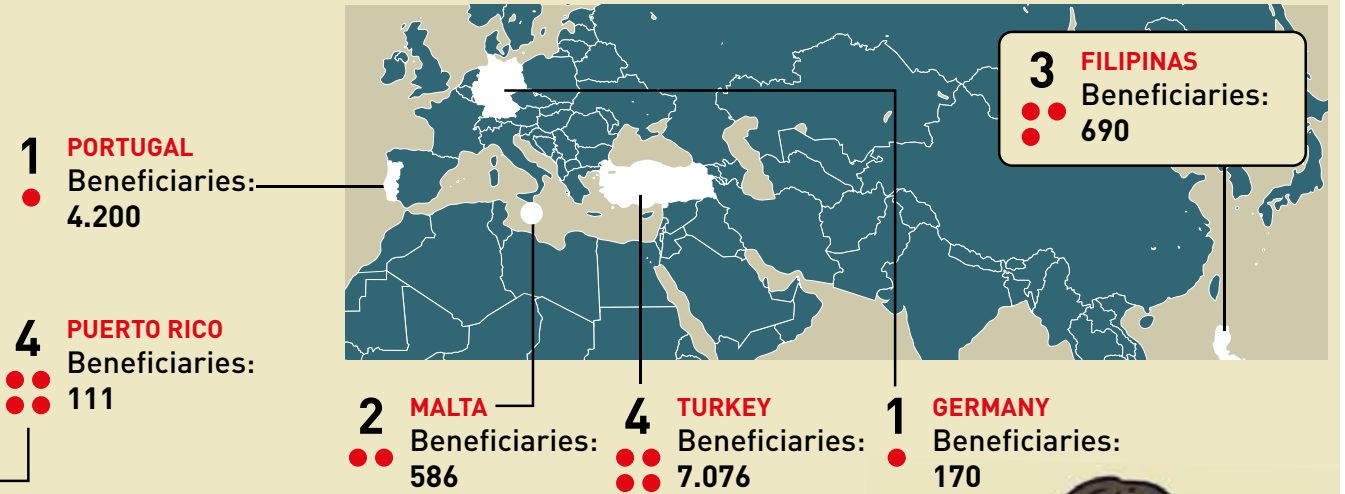 1 PORTUGAL
Beneficiaries:
4.200
4 PUERTO RICO
Beneficiaries:
111
3 FILIPINAS
Beneficiaries:
690
2 MALTA
Beneficiaries:
586
4 TURKEY
Beneficiaries:
7.076
1 GERMANY
Beneficiaries:
170